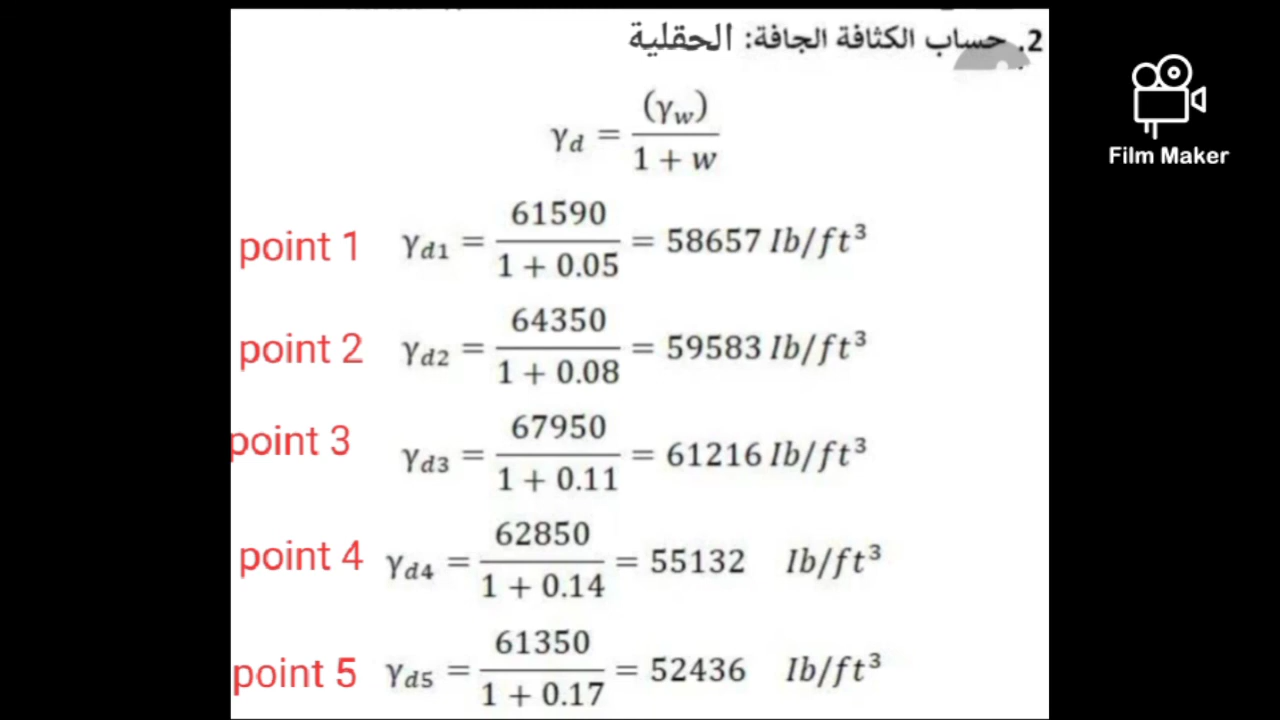 2. حساب الكثافة الجافة: الحقلية
γd = (γw) / 1 + w
point 1 γd1 = 61590 / 1 + 0.05 = 58657 Ib/ft³
point 2 γd2 = 64350 / 1 + 0.08 = 59583 Ib/ft³
point 3 γd3 = 67950 / 1 + 0.11 = 61216 Ib/ft³
point 4 γd4 = 62850 / 1 + 0.14 = 55132 Ib/ft³
point 5 γd5 = 61350 / 1 + 0.17 = 52436 Ib/ft³
Film Maker